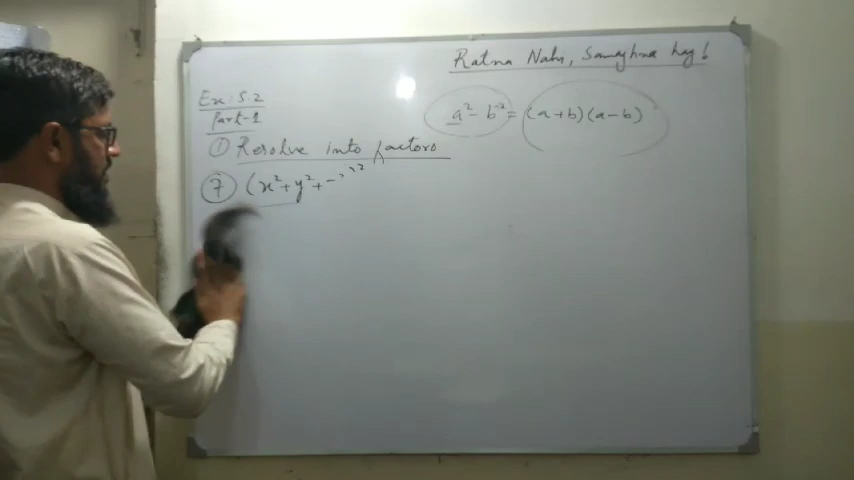 Ratna Nahi, Samajhna hay!
Ex: 5.2
Part-1
a² - b² = (a+b)(a-b)
① Resolve into factors
⑦ (x² + y² +